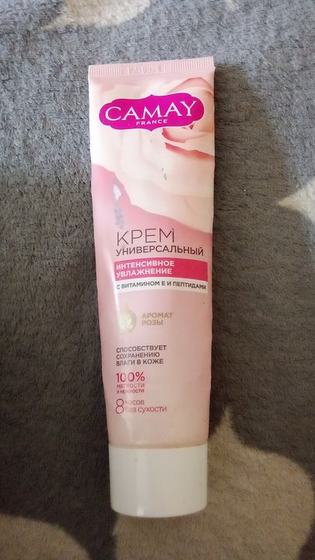 CAMAY
FRANCE
КРЕМ
УНИВЕРСАЛЬНЫЙ
ИНТЕНСИВНОЕ
УВЛАЖНЕНИЕ
С ВИТАМИНОМ Е И ПЕПТИДАМИ
АРОМАТ
РОЗЫ
СПОСОБСТВУЕТ
СОХРАНЕНИЮ
ВЛАГИ В КОЖЕ
100%
МЯГКОСТИ
И НЕЖНОСТИ
8 часов
без сухости